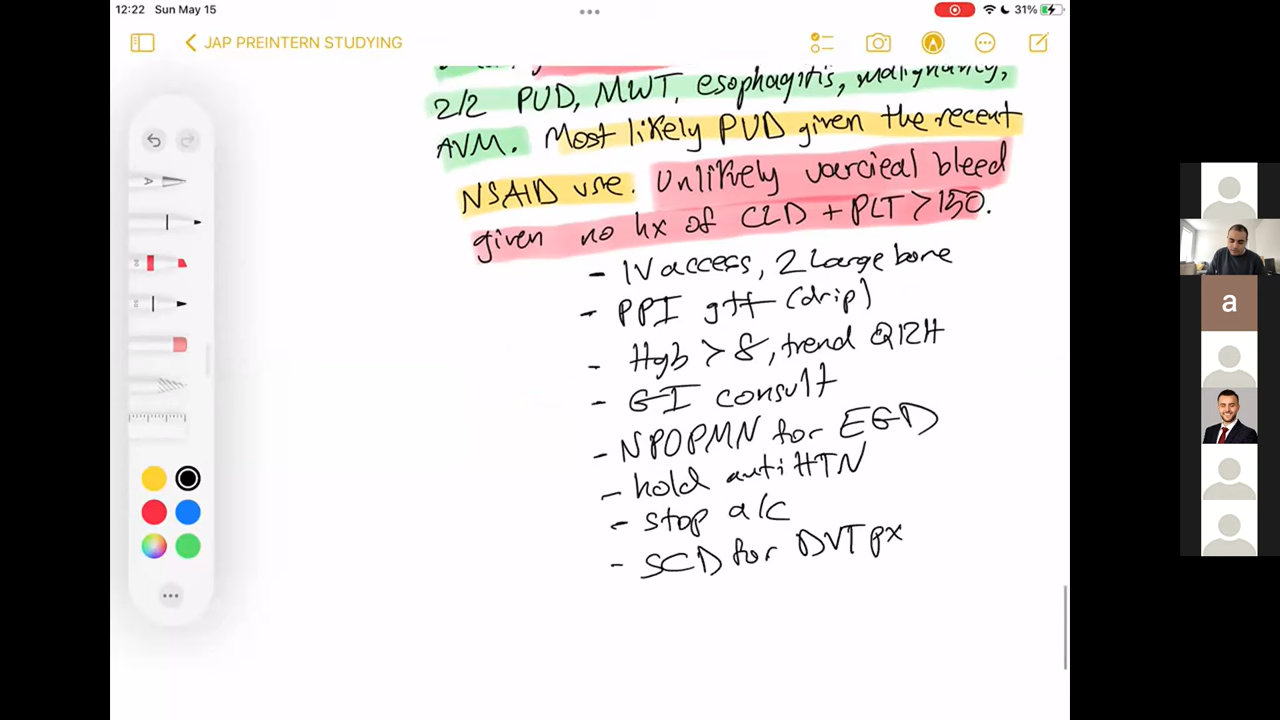 12:22 Sun May 15
31%
JAP PREINTERN STUDYING
2/2 PUD, MWT, esophagitis, malignancy,
AVM. Most likely PUD given the recent
NSAID use. Unlikely varcieal bleed
given no hx of CLD + PLT > 150.
- IV access, 2 Large bone
- PPI gtt (drip)
- Hgb > 8, trend Q12H
- GI consult
- NPOPMN for EGD
- hold anti HTN
- stop a/c
- SCD for DVT px
a